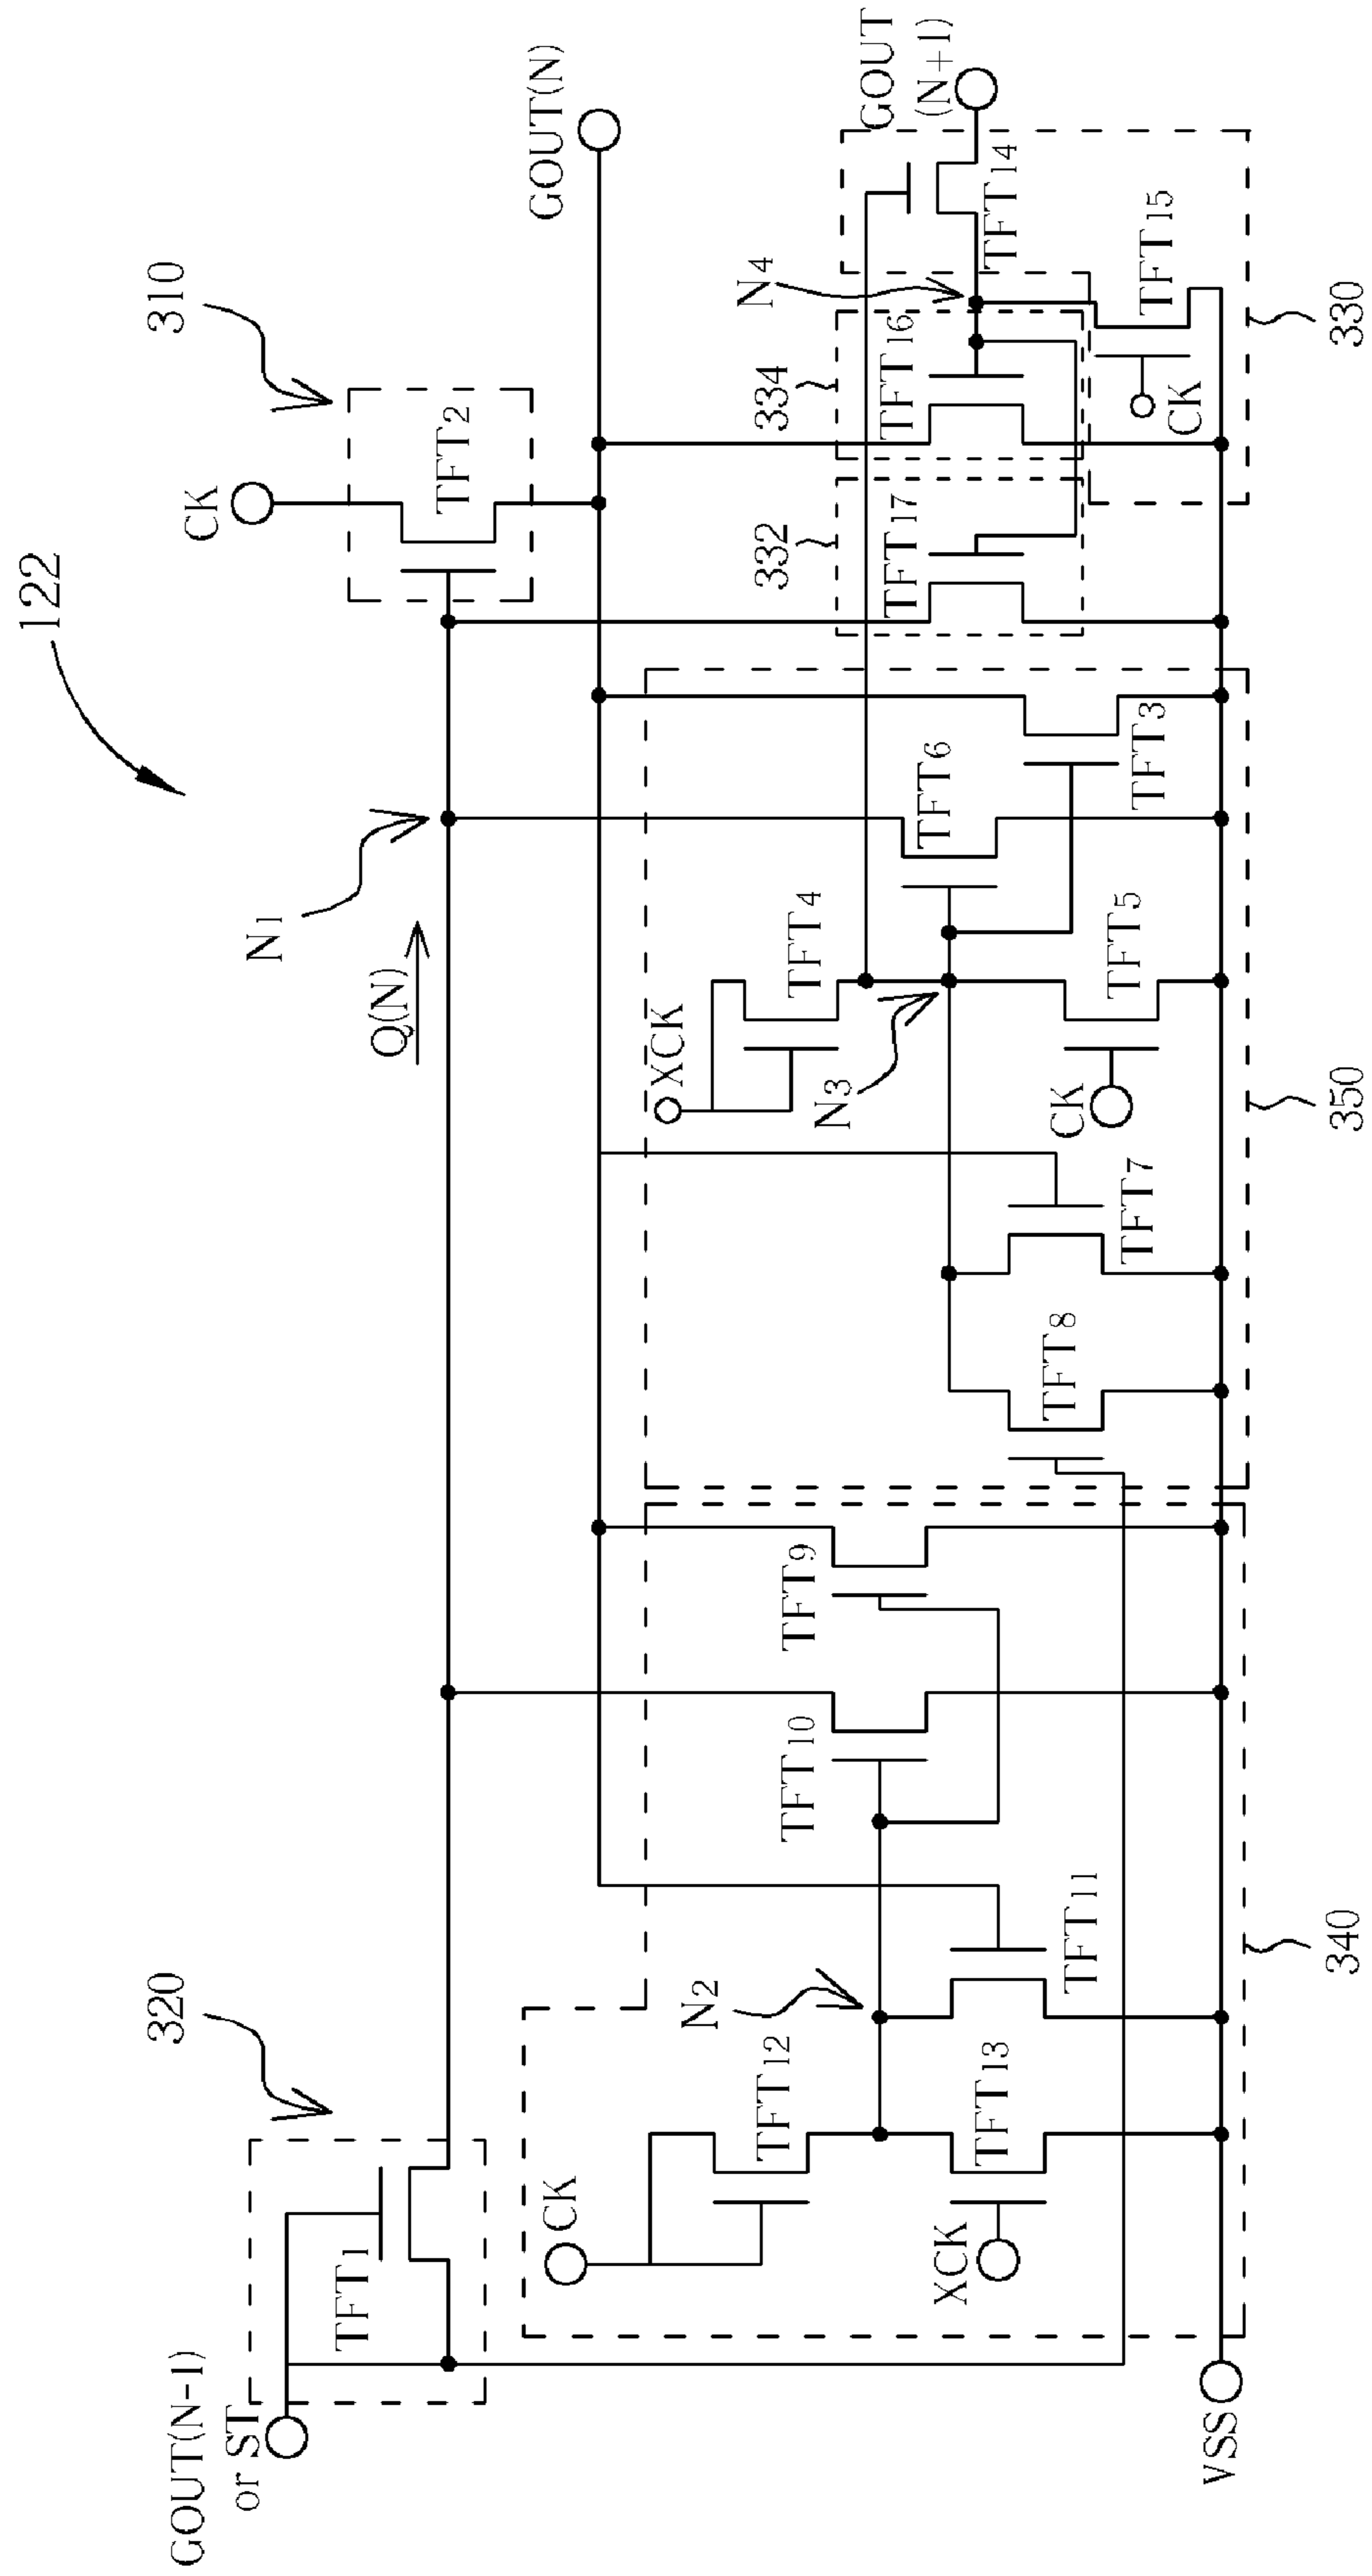 122
310
CK
TFT2
GOUT(N)
N1
Q(N)
320
GOUT(N-1)
or ST
TFT1
GOUT
(N+1)
TFT14
N4
334
TFT16
332
TFT17
TFT15
CK
330
XCK
TFT4
N3
TFT6
TFT3
TFT5
CK
TFT7
TFT8
350
TFT9
TFT10
TFT11
N2
CK
TFT12
TFT13
XCK
340
VSS